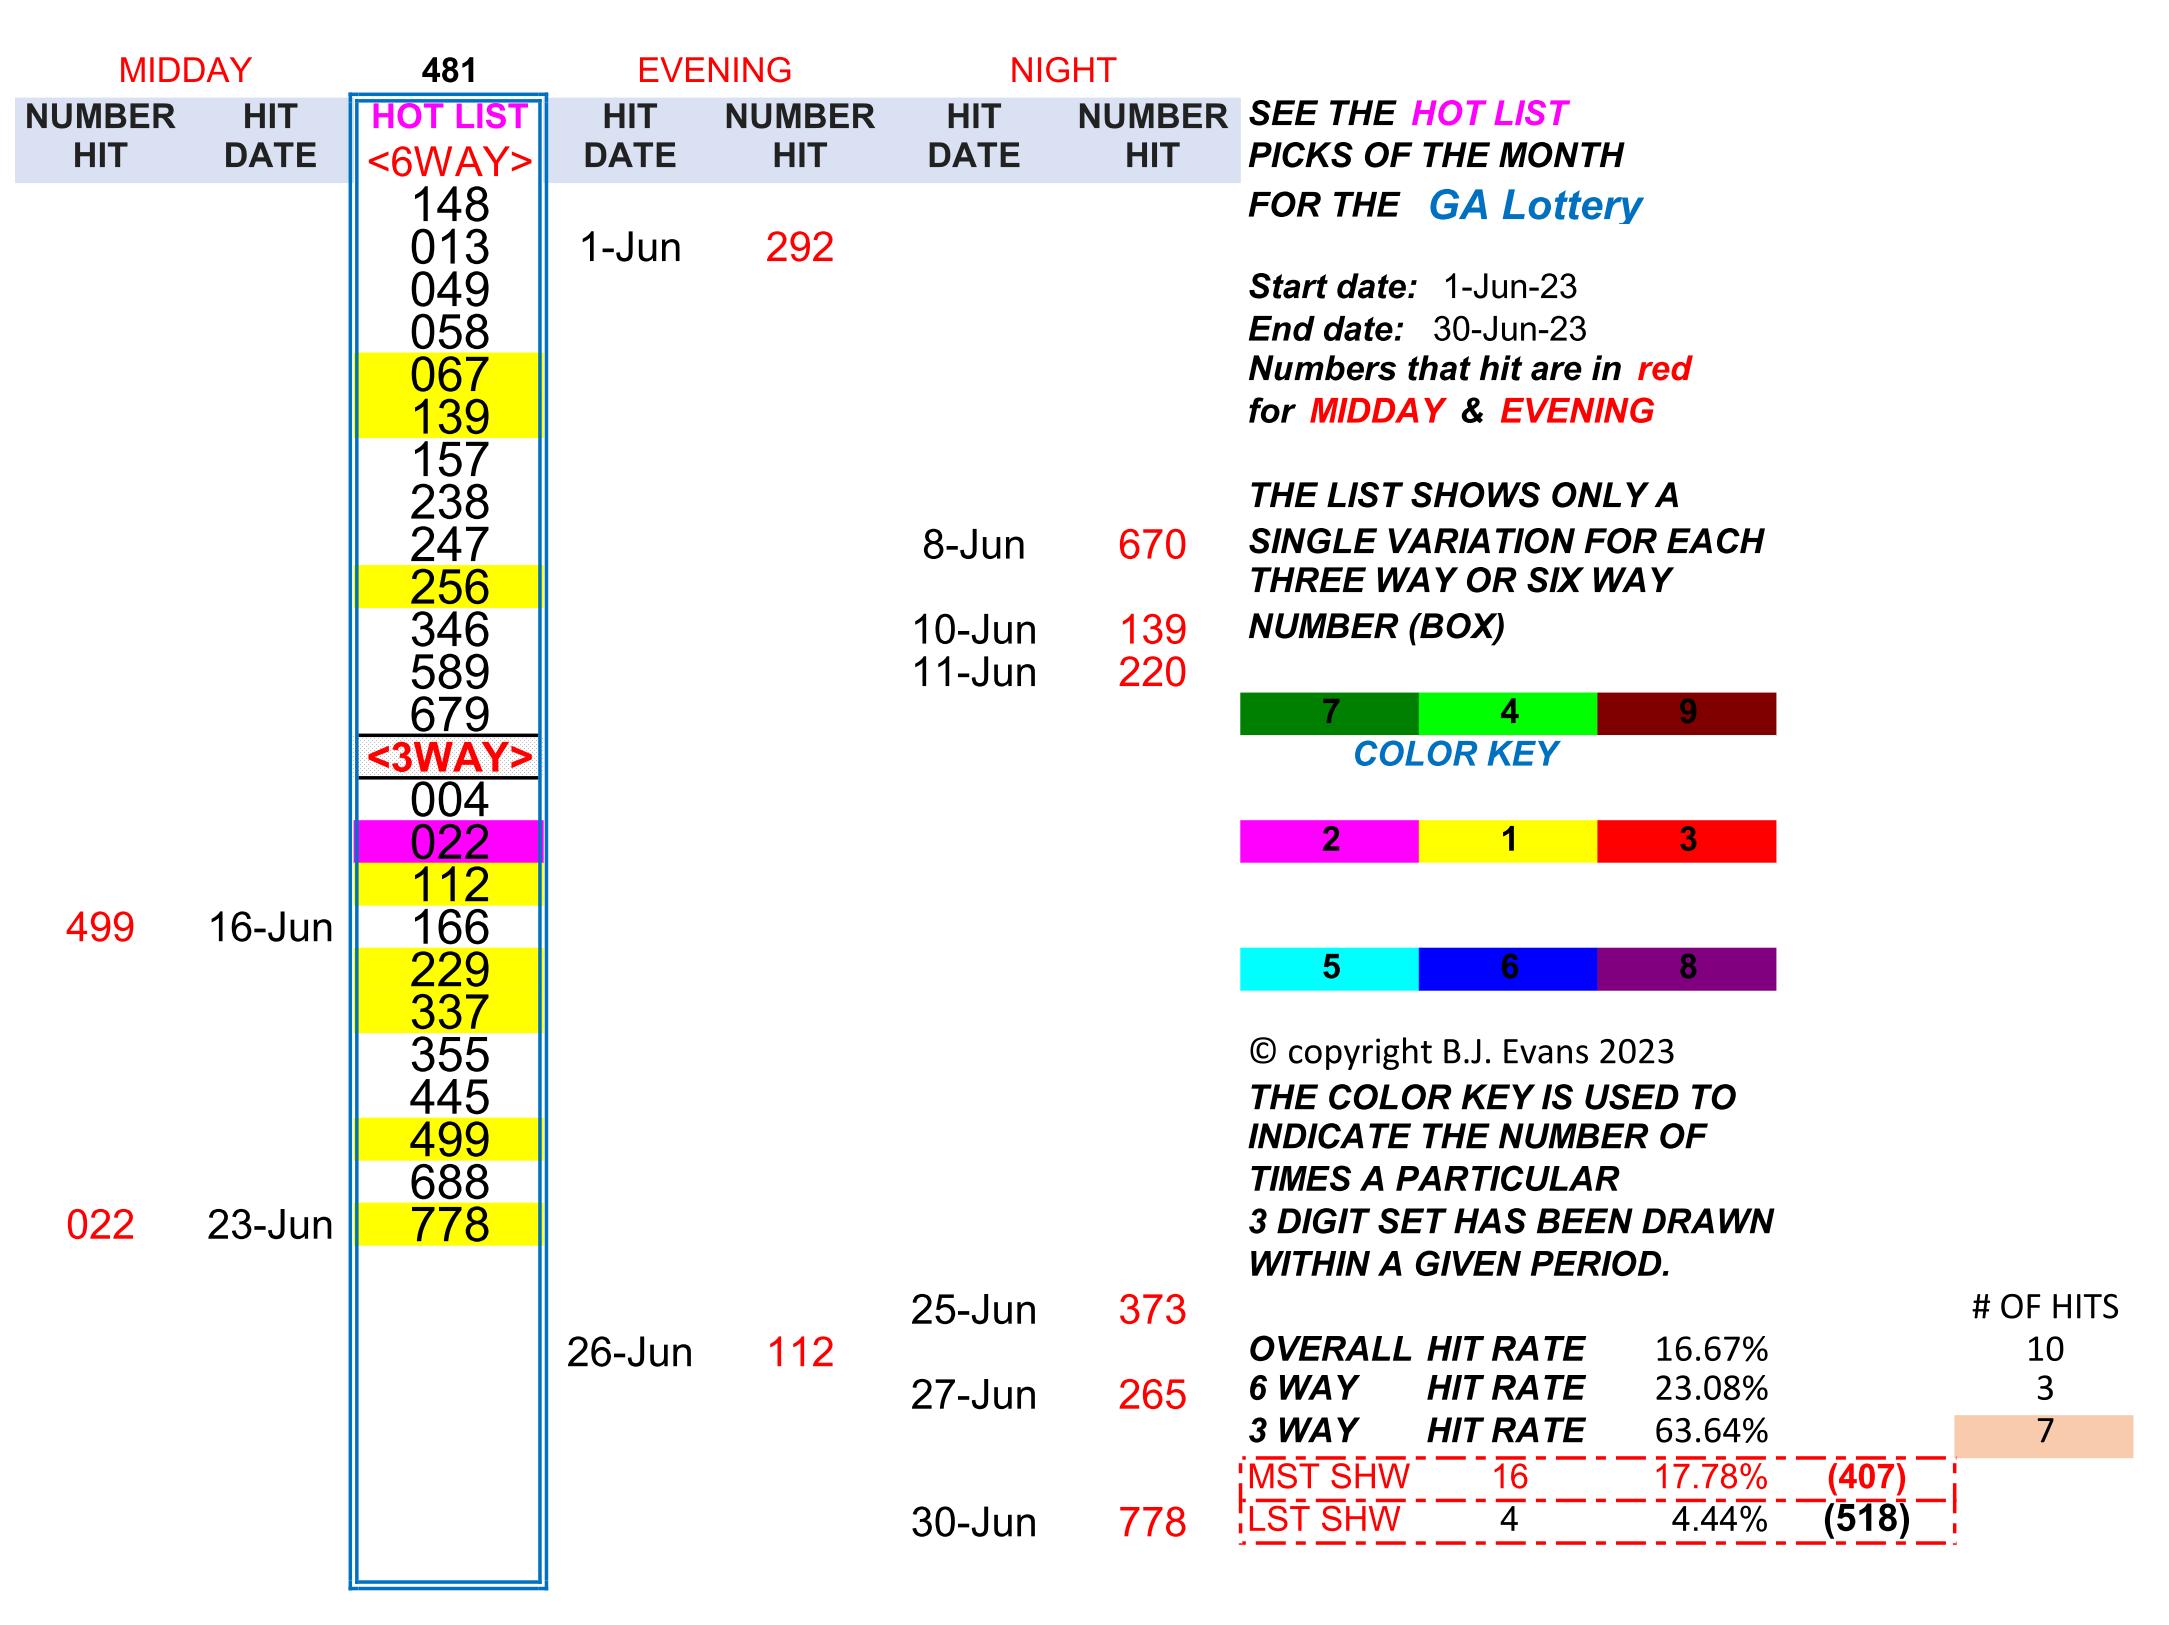 MIDDAY 481 EVENING NIGHT
NUMBER HIT HOT LIST HIT NUMBER HIT NUMBER SEE THE HOT LIST
HIT DATE <6WAY> DATE HIT DATE HIT PICKS OF THE MONTH
148 FOR THE GA Lottery
013 1-Jun 292
049 Start date: 1-Jun-23
058 End date: 30-Jun-23
067 Numbers that hit are in red
139 for MIDDAY & EVENING
157
238 THE LIST SHOWS ONLY A
247 8-Jun 670 SINGLE VARIATION FOR EACH
256 THREE WAY OR SIX WAY
346 10-Jun 139 NUMBER (BOX)
589 11-Jun 220
679 7 4 9
<3WAY> COLOR KEY
004
022 2 1 3
112
499 16-Jun 166
229 5 6 8
337
355 © copyright B.J. Evans 2023
445 THE COLOR KEY IS USED TO
499 INDICATE THE NUMBER OF
688 TIMES A PARTICULAR
022 23-Jun 778 3 DIGIT SET HAS BEEN DRAWN
WITHIN A GIVEN PERIOD.
25-Jun 373 # OF HITS
26-Jun 112 OVERALL HIT RATE 16.67% 10
27-Jun 265 6 WAY HIT RATE 23.08% 3
3 WAY HIT RATE 63.64% 7
MST SHW 16 17.78% (407)
30-Jun 778 LST SHW 4 4.44% (518)